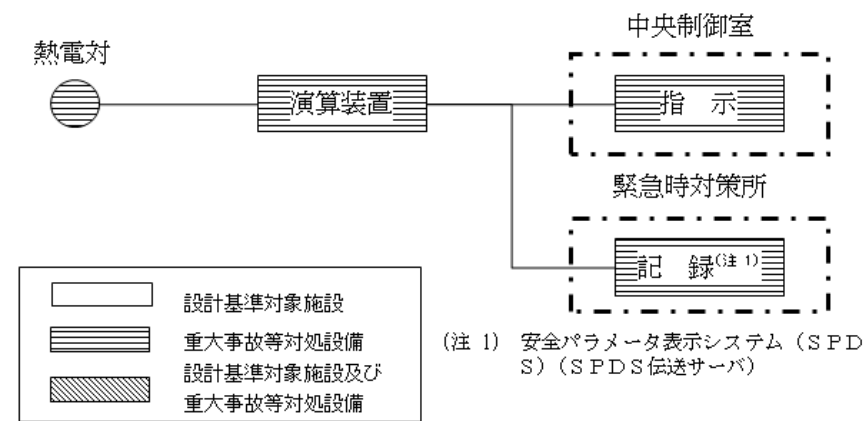 中央制御室
熱電対
演算装置
指 示
緊急時対策所
記 録(注 1)
設計基準対象施設
重大事故等対処設備
設計基準対象施設及び
重大事故等対処設備
(注 1) 安全パラメータ表示システム（ＳＰＤ
Ｓ）（ＳＰＤＳ伝送サーバ）